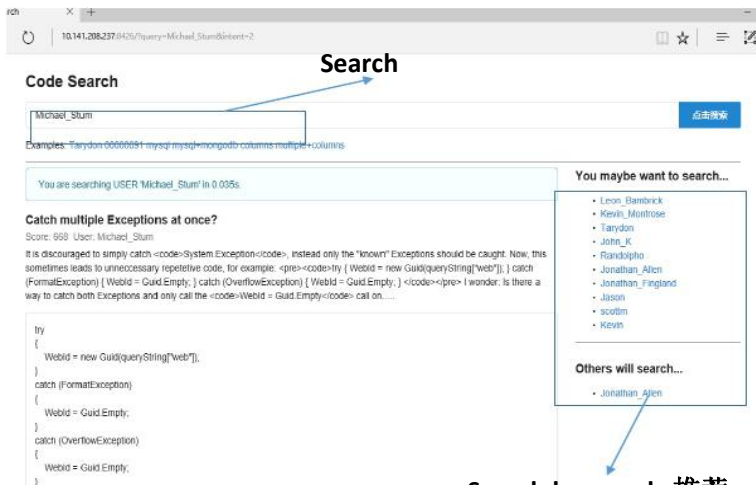 rch
10.141.208.237:8426/?query=Michael_Stum&intent=2
Search
Code Search
Michael_Stum
点击搜索
Examples: Tarydon 00000091 mysql mysql+mongodb columns multiple+columns
You are searching USER 'Michael_Stum' in 0.035s.
Catch multiple Exceptions at once?
Score: 668 User: Michael_Stum
It is discouraged to simply catch <code>System.Exception</code>, instead only the "known" Exceptions should be caught. Now, this
sometimes leads to unneccessary repetetive code, for example: <pre><code>try { WebId = new Guid(queryString["web"]); } catch
(FormatException) { WebId = Guid.Empty; } catch (OverflowException) { WebId = Guid.Empty; } </code></pre> I wonder: Is there a
way to catch both Exceptions and only call the <code>WebId = Guid.Empty</code> call on.....
try
{
WebId = new Guid(queryString["web"]);
}
catch (FormatException)
{
WebId = Guid.Empty;
}
catch (OverflowException)
{
WebId = Guid.Empty;
}
You maybe want to search...
• Leon_Bambrick
• Kevin_Montrose
• Tarydon
• John_K
• Randolpho
• Jonathan_Allen
• Jonathan_Fingland
• Jason
• scottm
• Kevin
Others will search...
• Jonathan_Allen
推荐